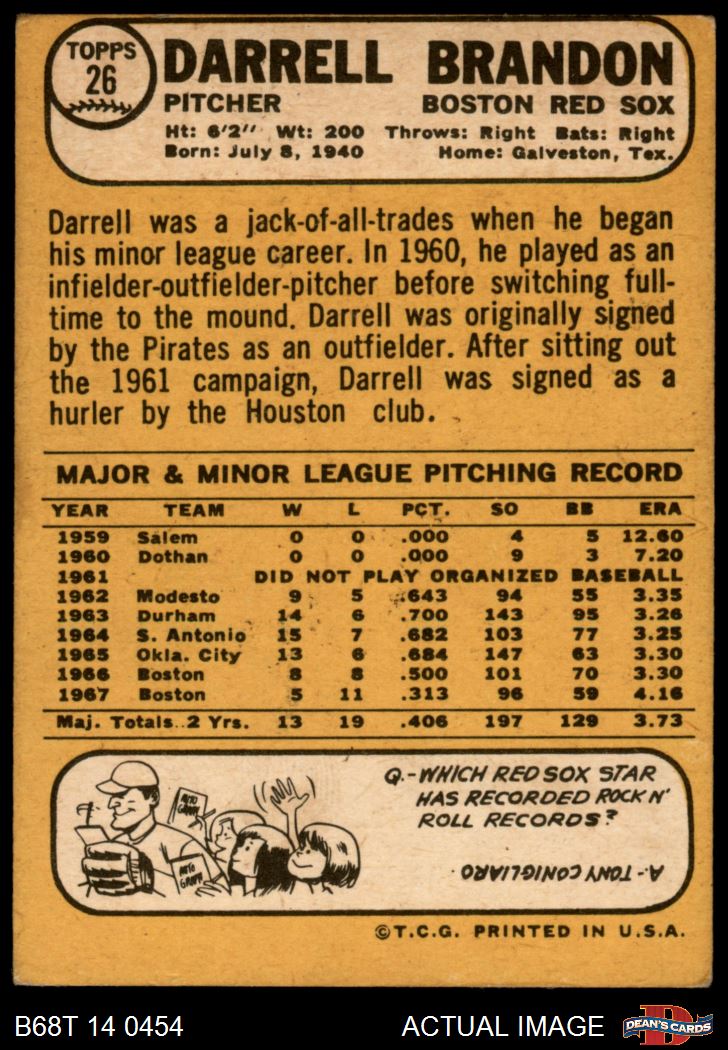 TOPPS
26
DARRELL BRANDON
PITCHER BOSTON RED SOX
Ht: 6'2" Wt: 200 Throws: Right Bats: Right
Born: July 8, 1940 Home: Galveston, Tex.
Darrell was a jack-of-all-trades when he began
his minor league career. In 1960, he played as an
infielder-outfielder-pitcher before switching full-
time to the mound. Darrell was originally signed
by the Pirates as an outfielder. After sitting out
the 1961 campaign, Darrell was signed as a
hurler by the Houston club.
MAJOR & MINOR LEAGUE PITCHING RECORD
YEAR TEAM W L PCT. SO BB ERA
1959 Salem 0 0 .000 4 5 12.60
1960 Dothan 0 0 .000 9 3 7.20
1961 DID NOT PLAY ORGANIZED BASEBALL
1962 Modesto 9 5 .643 94 55 3.35
1963 Durham 14 6 .700 143 95 3.26
1964 S. Antonio 15 7 .682 103 77 3.25
1965 Okla. City 13 6 .684 147 63 3.30
1966 Boston 8 8 .500 101 70 3.30
1967 Boston 5 11 .313 96 59 4.16
Maj. Totals..2 Yrs. 13 19 .406 197 129 3.73
AUTO
GRAPH
AUTO
GRAPH
Q.-WHICH RED SOX STAR
HAS RECORDED ROCK N'
ROLL RECORDS?
A.-TONY CONIGLIARO
©T.C.G. PRINTED IN U.S.A.
B68T 14 0454 ACTUAL IMAGE
D
DEAN'S CARDS